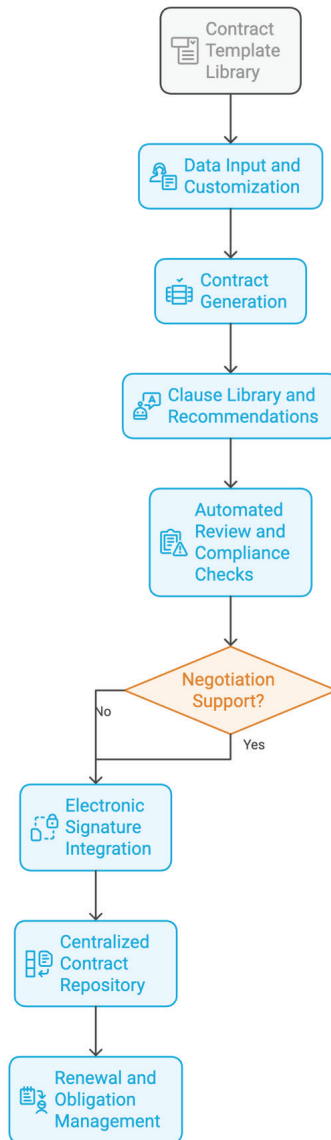 Contract
Template
Library
Data Input and
Customization
Contract
Generation
Clause Library and
Recommendations
Automated
Review and
Compliance
Checks
Negotiation
Support?
No
Yes
Electronic
Signature
Integration
Centralized
Contract
Repository
Renewal and
Obligation
Management